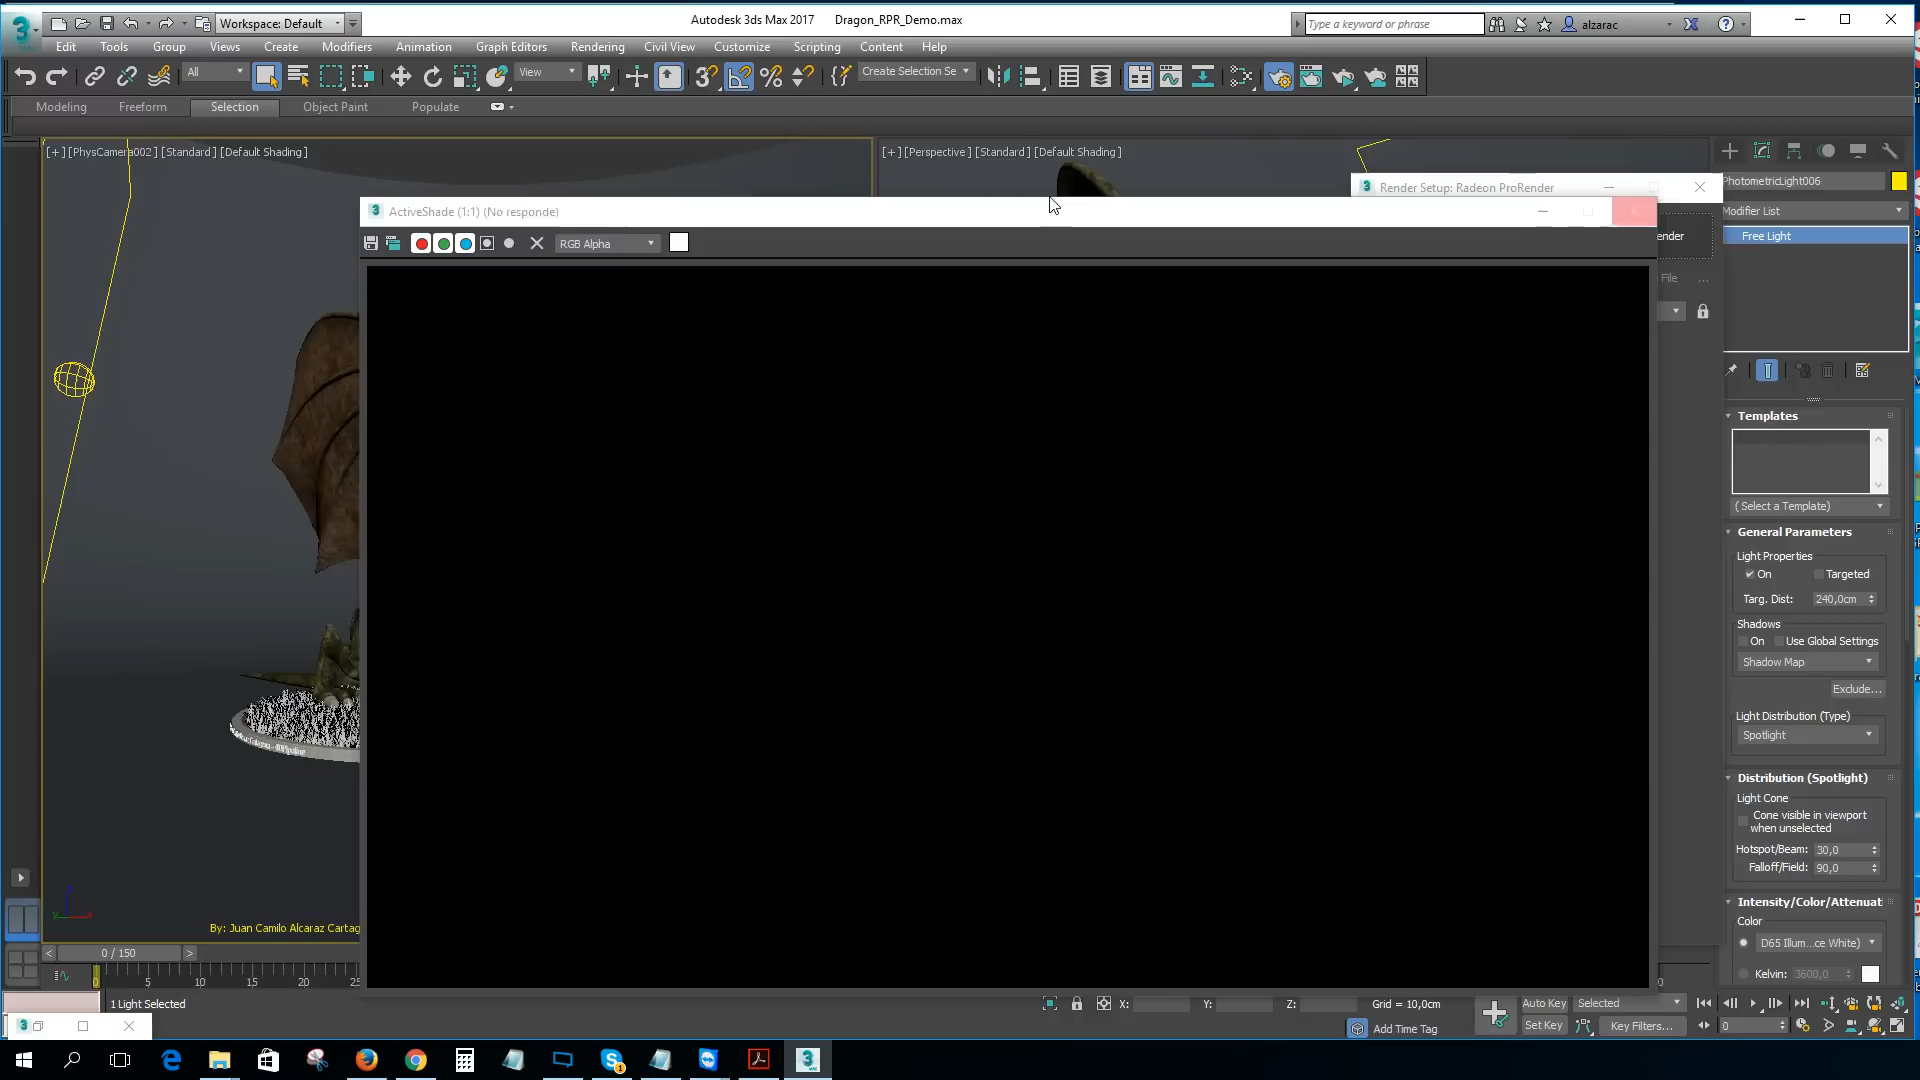 Workspace: Default
Autodesk 3ds Max 2017 Dragon_RPR_Demo.max
Type a keyword or phrase
alzarac
Edit Tools Group Views Create Modifiers Animation Graph Editors Rendering Civil View Customize Scripting Content Help
All
View
Create Selection Se
Modeling Freeform Selection Object Paint Populate
[+] [PhysCamera002] [Standard] [Default Shading]
[+] [Perspective] [Standard] [Default Shading]
Render Setup: Radeon ProRender
PhotometricLight006
ActiveShade (1:1) (No responde)
Modifier List
RGB Alpha
ender
Free Light
File ...
Templates
(Select a Template)
General Parameters
Light Properties
On Targeted
Targ. Dist: 240,0cm
Shadows
On Use Global Settings
Shadow Map
Exclude...
Light Distribution (Type)
Spotlight
Distribution (Spotlight)
Light Cone
Cone visible in viewport
when unselected
Hotspot/Beam: 30,0
Falloff/Field: 90,0
Intensity/Color/Attenuat
Color
D65 Illum...ce White)
Kelvin: 3600,0
By: Juan Camilo Alcaraz Cartag
< 0 / 150 >
0 5 10 15 20 25
1 Light Selected
X: Y: Z: Grid = 10,0cm
Auto Key Selected
Add Time Tag
Set Key Key Filters... 0